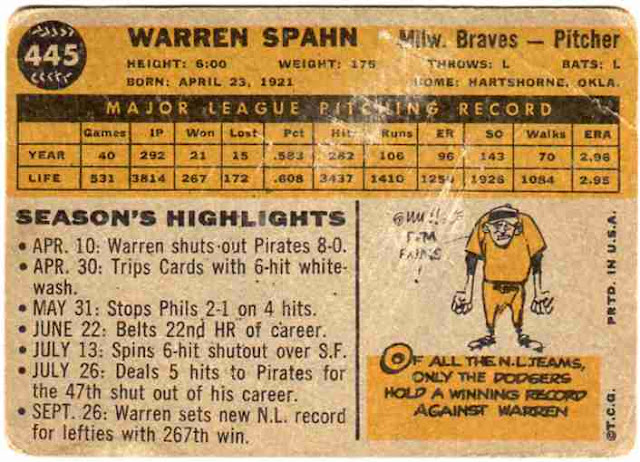 445
WARREN SPAHN Milw. Braves — Pitcher
HEIGHT: 6:00 WEIGHT: 175 THROWS: L BATS: L
BORN: APRIL 23, 1921 HOME: HARTSHORNE, OKLA.
MAJOR LEAGUE PITCHING RECORD
Games IP Won Lost Pct Hits Runs ER SO Walks ERA
YEAR 40 292 21 15 .583 282 106 96 143 70 2.96
LIFE 531 3814 267 172 .608 3437 1410 1254 1926 1084 2.95
SEASON'S HIGHLIGHTS
• APR. 10: Warren shuts out Pirates 8-0.
• APR. 30: Trips Cards with 6-hit white-
wash.
• MAY 31: Stops Phils 2-1 on 4 hits.
• JUNE 22: Belts 22nd HR of career.
• JULY 13: Spins 6-hit shutout over S.F.
• JULY 26: Deals 5 hits to Pirates for
the 47th shut out of his career.
• SEPT. 26: Warren sets new N.L. record
for lefties with 267th win.
OF ALL THE N.L. TEAMS,
ONLY THE DODGERS
HOLD A WINNING RECORD
AGAINST WARREN
©T.C.G. PRTD. IN U.S.A.